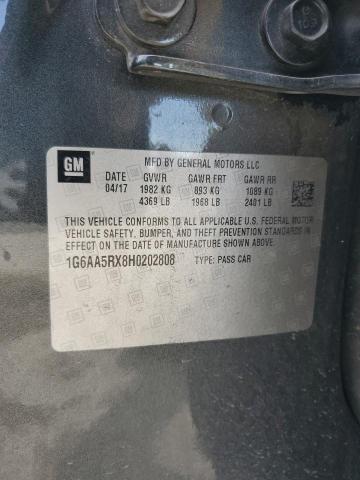 GM
MFD BY GENERAL MOTORS LLC
DATE GVWR GAWR FRT GAWR RR
04/17 1982 KG 893 KG 1089 KG
4369 LB 1968 LB 2401 LB
THIS VEHICLE CONFORMS TO ALL APPLICABLE U.S. FEDERAL MOTOR
VEHICLE SAFETY, BUMPER, AND THEFT PREVENTION STANDARDS
IN EFFECT ON THE DATE OF MANUFACTURE SHOWN ABOVE.
1G6AA5RX8H0202808 TYPE: PASS CAR